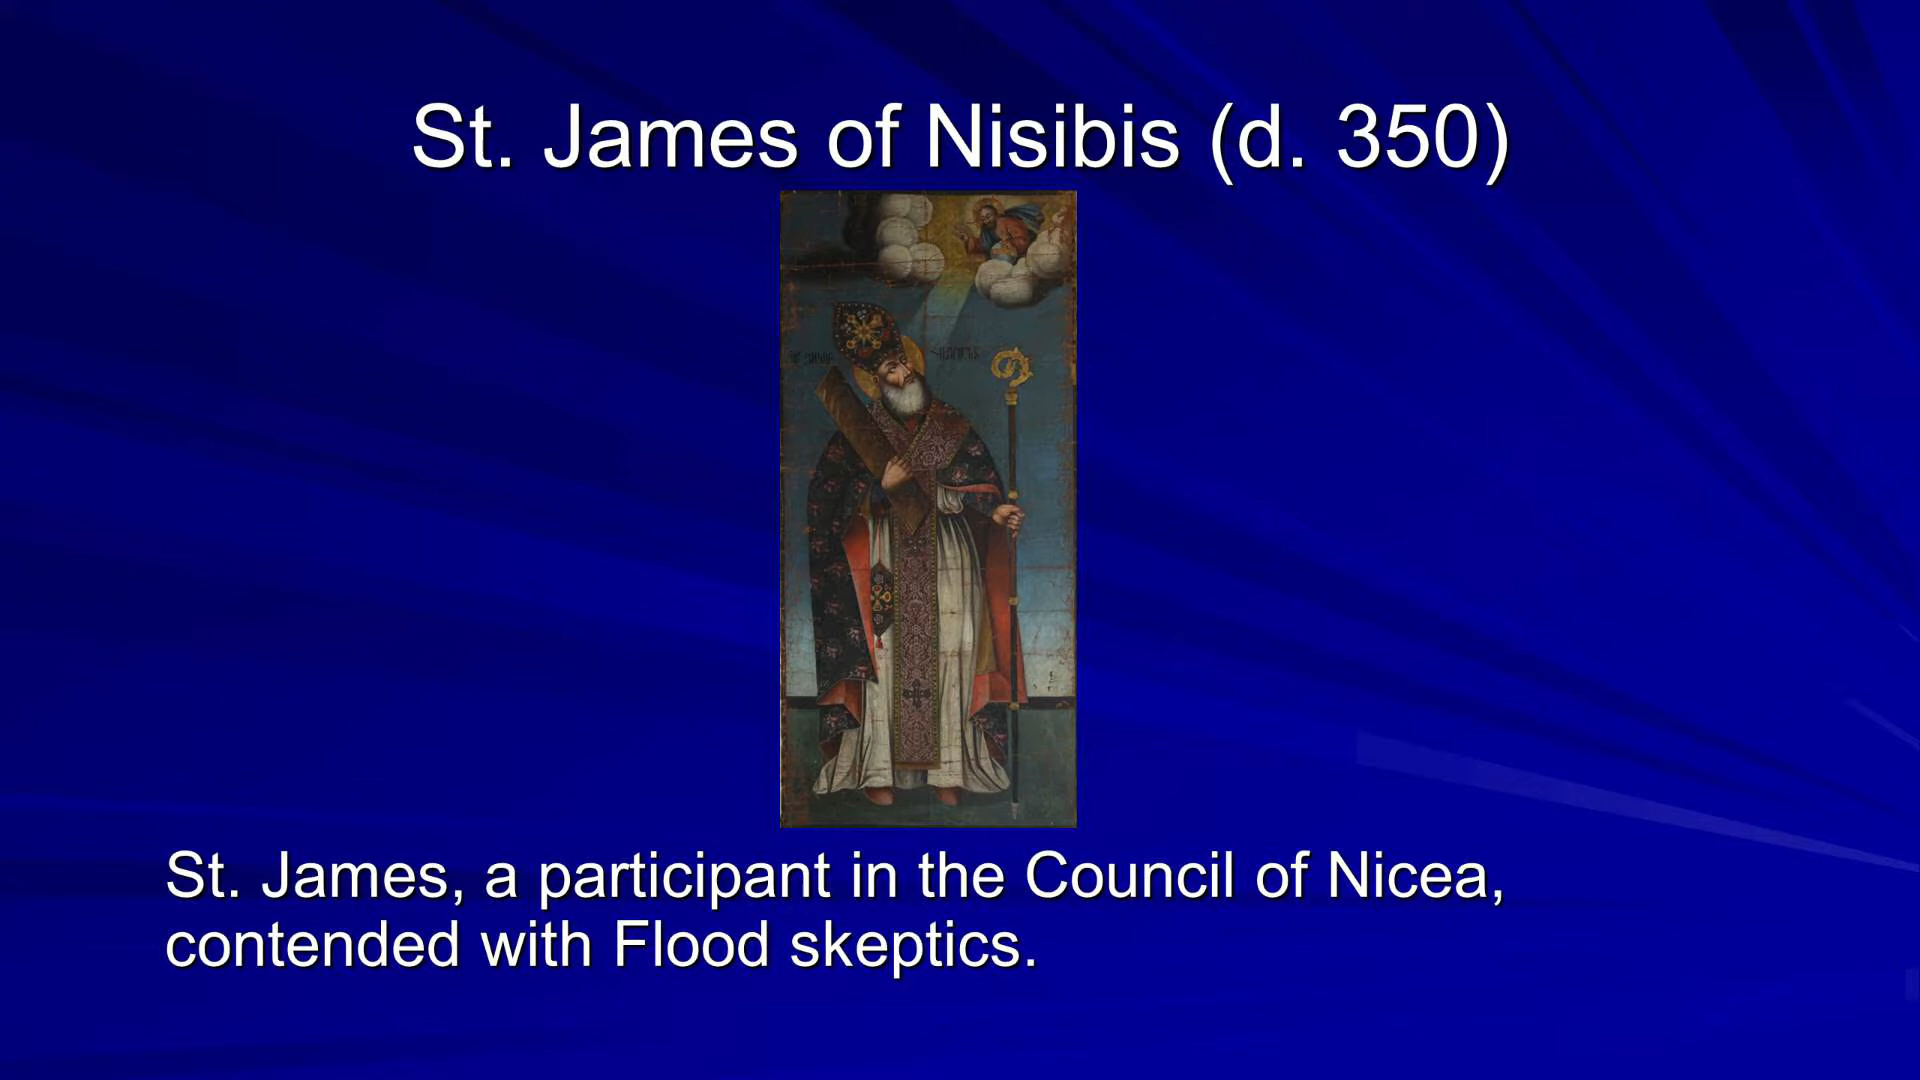 St. James of Nisibis (d. 350)
St. James, a participant in the Council of Nicea,
contended with Flood skeptics.